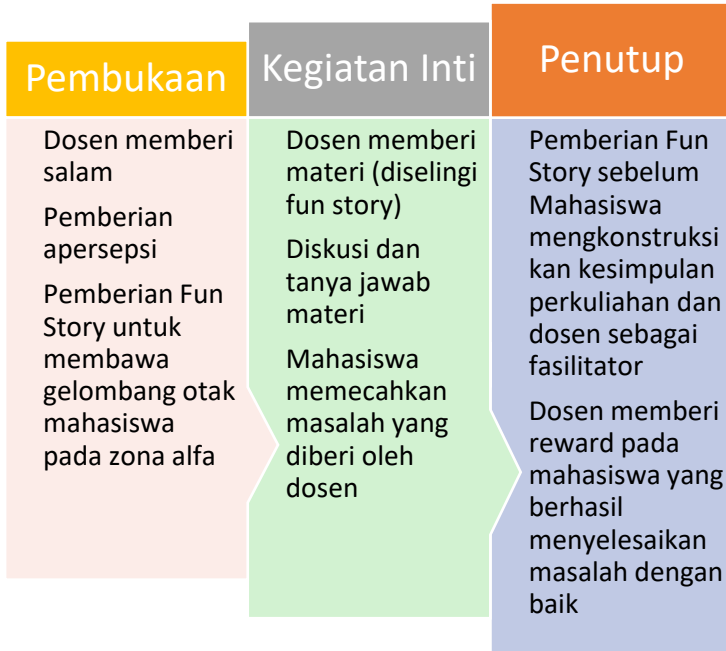 Pembukaan
Dosen memberi
salam
Pemberian
apersepsi
Pemberian Fun
Story untuk
membawa
gelombang otak
mahasiswa
pada zona alfa
Kegiatan Inti
Dosen memberi
materi (diselingi
fun story)
Diskusi dan
tanya jawab
materi
Mahasiswa
memecahkan
masalah yang
diberi oleh
dosen
Penutup
Pemberian Fun
Story sebelum
Mahasiswa
mengkonstruksi
kan kesimpulan
perkuliahan dan
dosen sebagai
fasilitator
Dosen memberi
reward pada
mahasiswa yang
berhasil
menyelesaikan
masalah dengan
baik